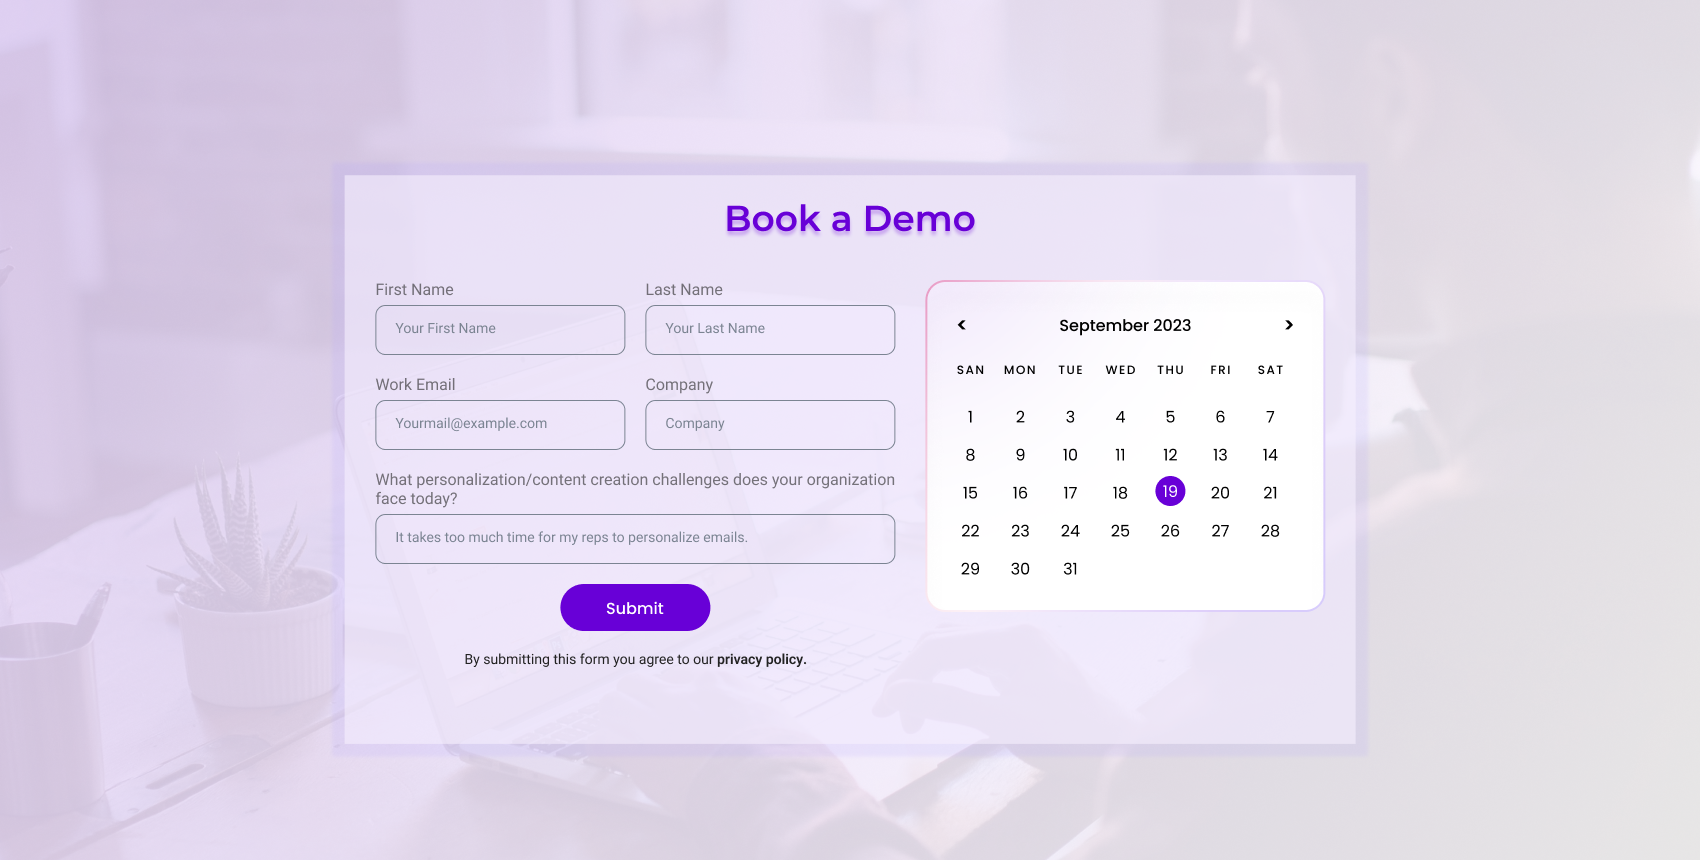 Book a Demo
First Name
Last Name
Your First Name
Your Last Name
Work Email
Company
Yourmail@example.com
Company
What personalization/content creation challenges does your organization
face today?
It takes too much time for my reps to personalize emails.
Submit
By submitting this form you agree to our privacy policy.
< September 2023 >
SAN MON TUE WED THU FRI SAT
1 2 3 4 5 6 7
8 9 10 11 12 13 14
15 16 17 18 19 20 21
22 23 24 25 26 27 28
29 30 31